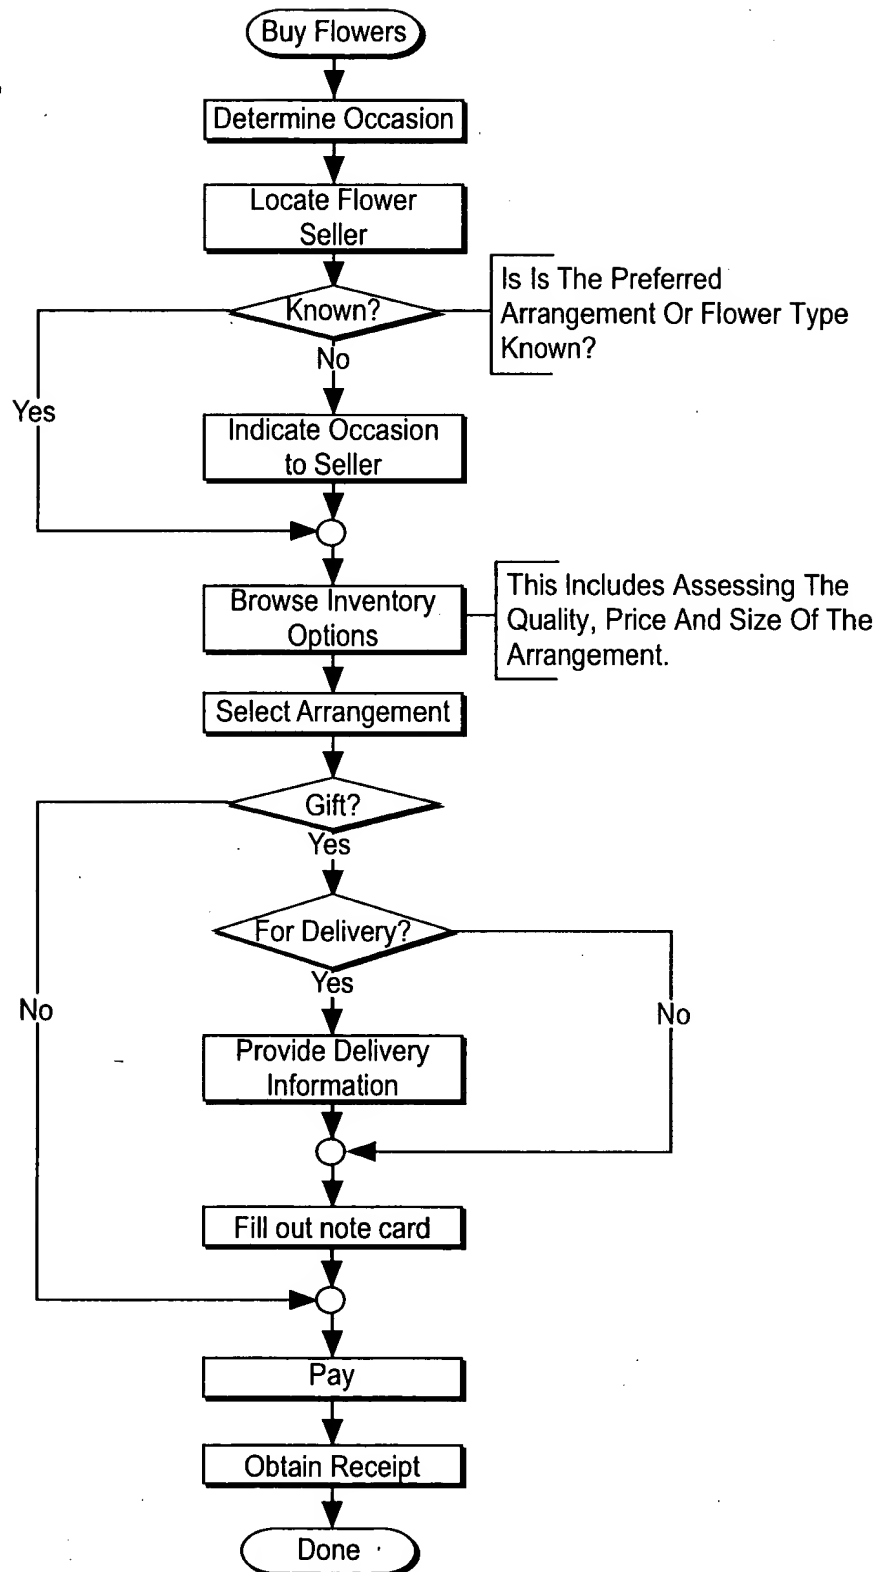 Buy Flowers
Determine Occasion
Locate Flower
Seller
Known?
Is Is The Preferred
Arrangement Or Flower Type
Known?
No
Yes
Indicate Occasion
to Seller
Browse Inventory
Options
This Includes Assessing The
Quality, Price And Size Of The
Arrangement.
Select Arrangement
Gift?
Yes
For Delivery?
Yes
No
No
Provide Delivery
Information
Fill out note card
Pay
Obtain Receipt
Done